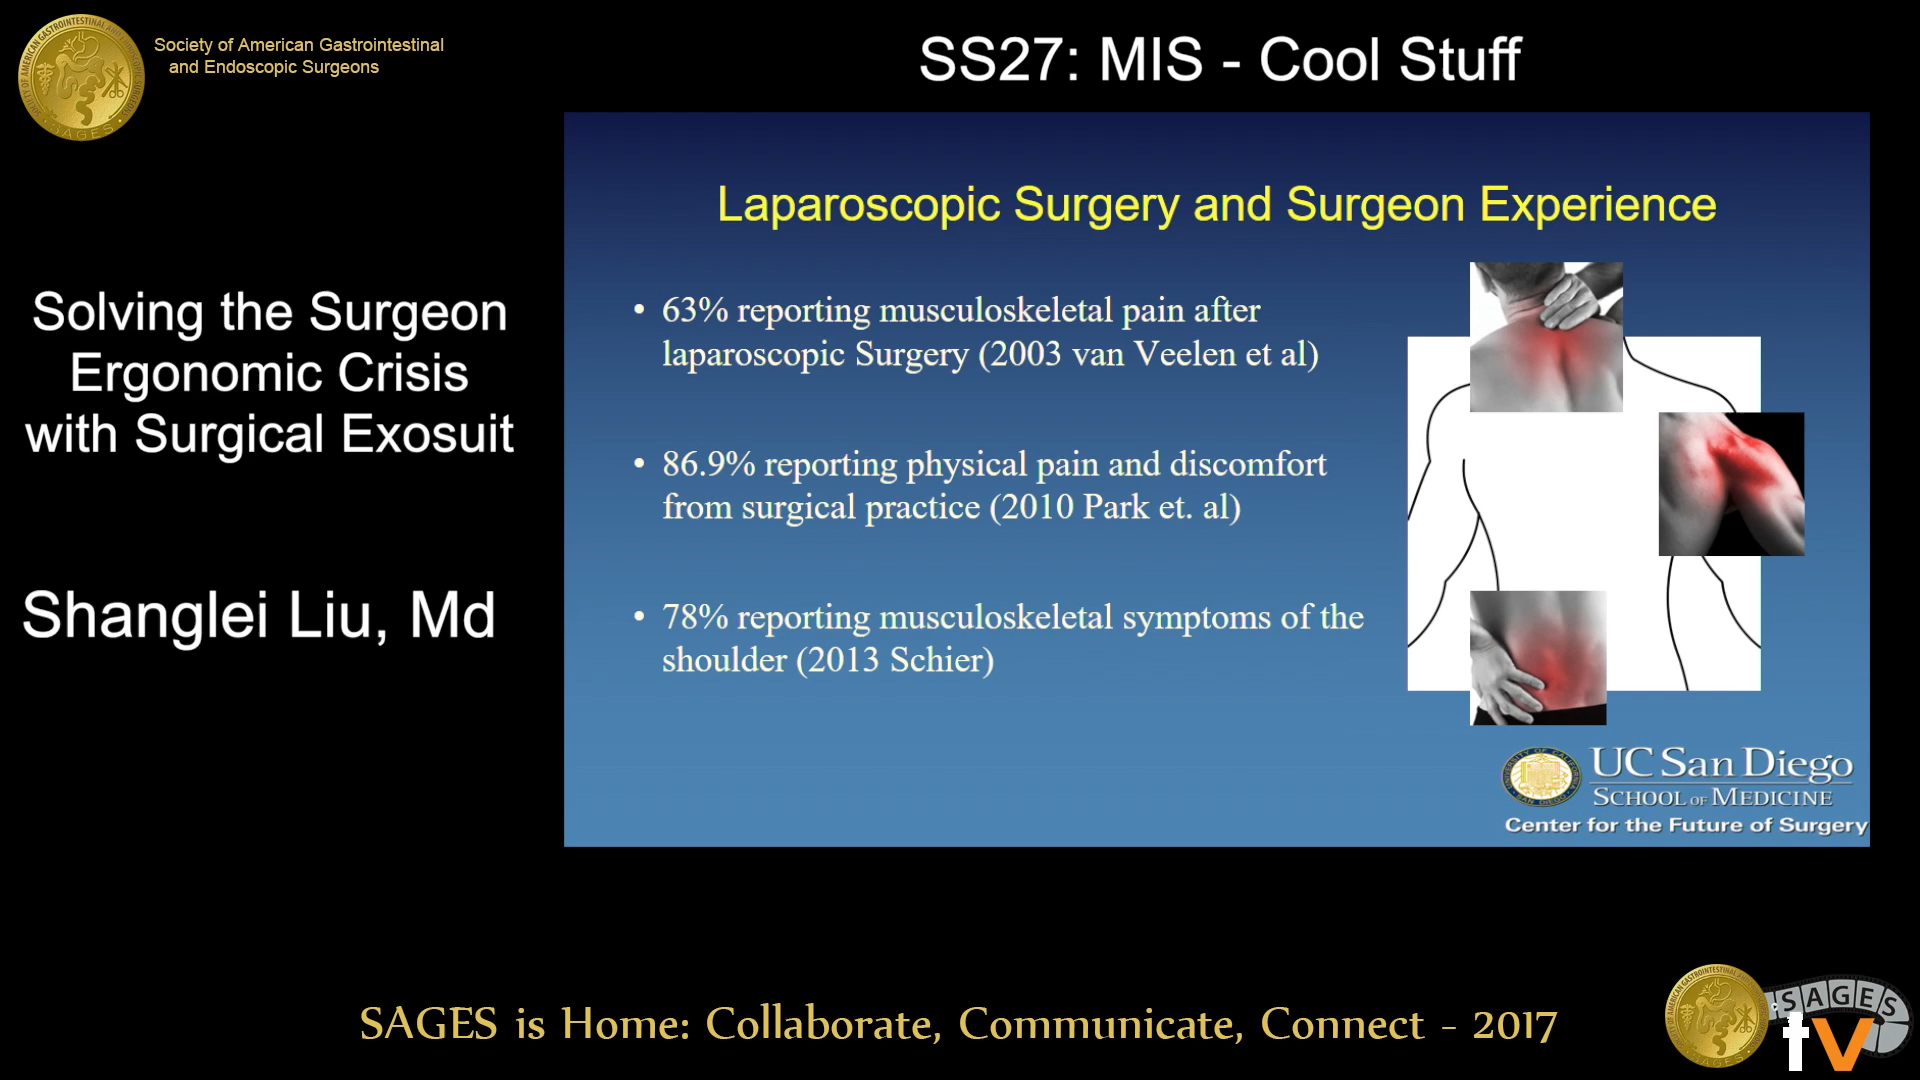 Society of American Gastrointestinal
and Endoscopic Surgeons
SS27: MIS - Cool Stuff
Solving the Surgeon
Ergonomic Crisis
with Surgical Exosuit
Shanglei Liu, Md
Laparoscopic Surgery and Surgeon Experience
• 63% reporting musculoskeletal pain after
laparoscopic Surgery (2003 van Veelen et al)
• 86.9% reporting physical pain and discomfort
from surgical practice (2010 Park et. al)
• 78% reporting musculoskeletal symptoms of the
shoulder (2013 Schier)
UC San Diego
SCHOOL OF MEDICINE
Center for the Future of Surgery
SAGES is Home: Collaborate, Communicate, Connect - 2017
SAGES
tv